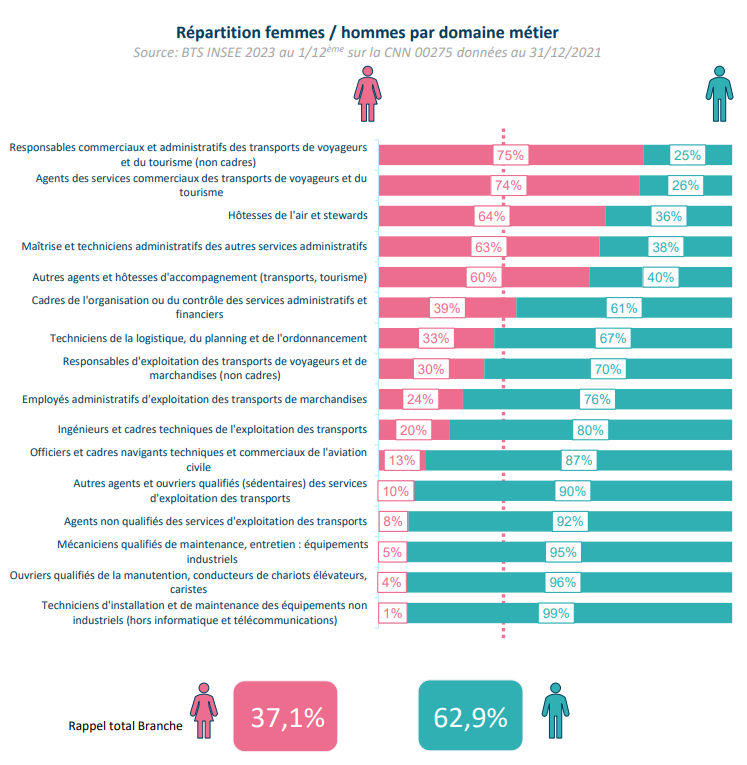 Répartition femmes / hommes par domaine métier
Source: BTS INSEE 2023 au 1/12ème sur la CNN 00275 données au 31/12/2021
Responsables commerciaux et administratifs des transports de voyageurs
et du tourisme (non cadres)
75%
25%
Agents des services commerciaux des transports de voyageurs et du
tourisme
74%
26%
Hôtesses de l'air et stewards
64%
36%
Maîtrise et techniciens administratifs des autres services administratifs
63%
38%
Autres agents et hôtesses d'accompagnement (transports, tourisme)
60%
40%
Cadres de l'organisation ou du contrôle des services administratifs et
financiers
39%
61%
Techniciens de la logistique, du planning et de l'ordonnancement
33%
67%
Responsables d'exploitation des transports de voyageurs et de
marchandises (non cadres)
30%
70%
Employés administratifs d'exploitation des transports de marchandises
24%
76%
Ingénieurs et cadres techniques de l'exploitation des transports
20%
80%
Officiers et cadres navigants techniques et commerciaux de l'aviation
civile
13%
87%
Autres agents et ouvriers qualifiés (sédentaires) des services
d'exploitation des transports
10%
90%
Agents non qualifiés des services d'exploitation des transports
8%
92%
Mécaniciens qualifiés de maintenance, entretien : équipements
industriels
5%
95%
Ouvriers qualifiés de la manutention, conducteurs de chariots élévateurs,
caristes
4%
96%
Techniciens d'installation et de maintenance des équipements non
industriels (hors informatique et télécommunications)
1%
99%
Rappel total Branche
37,1%
62,9%